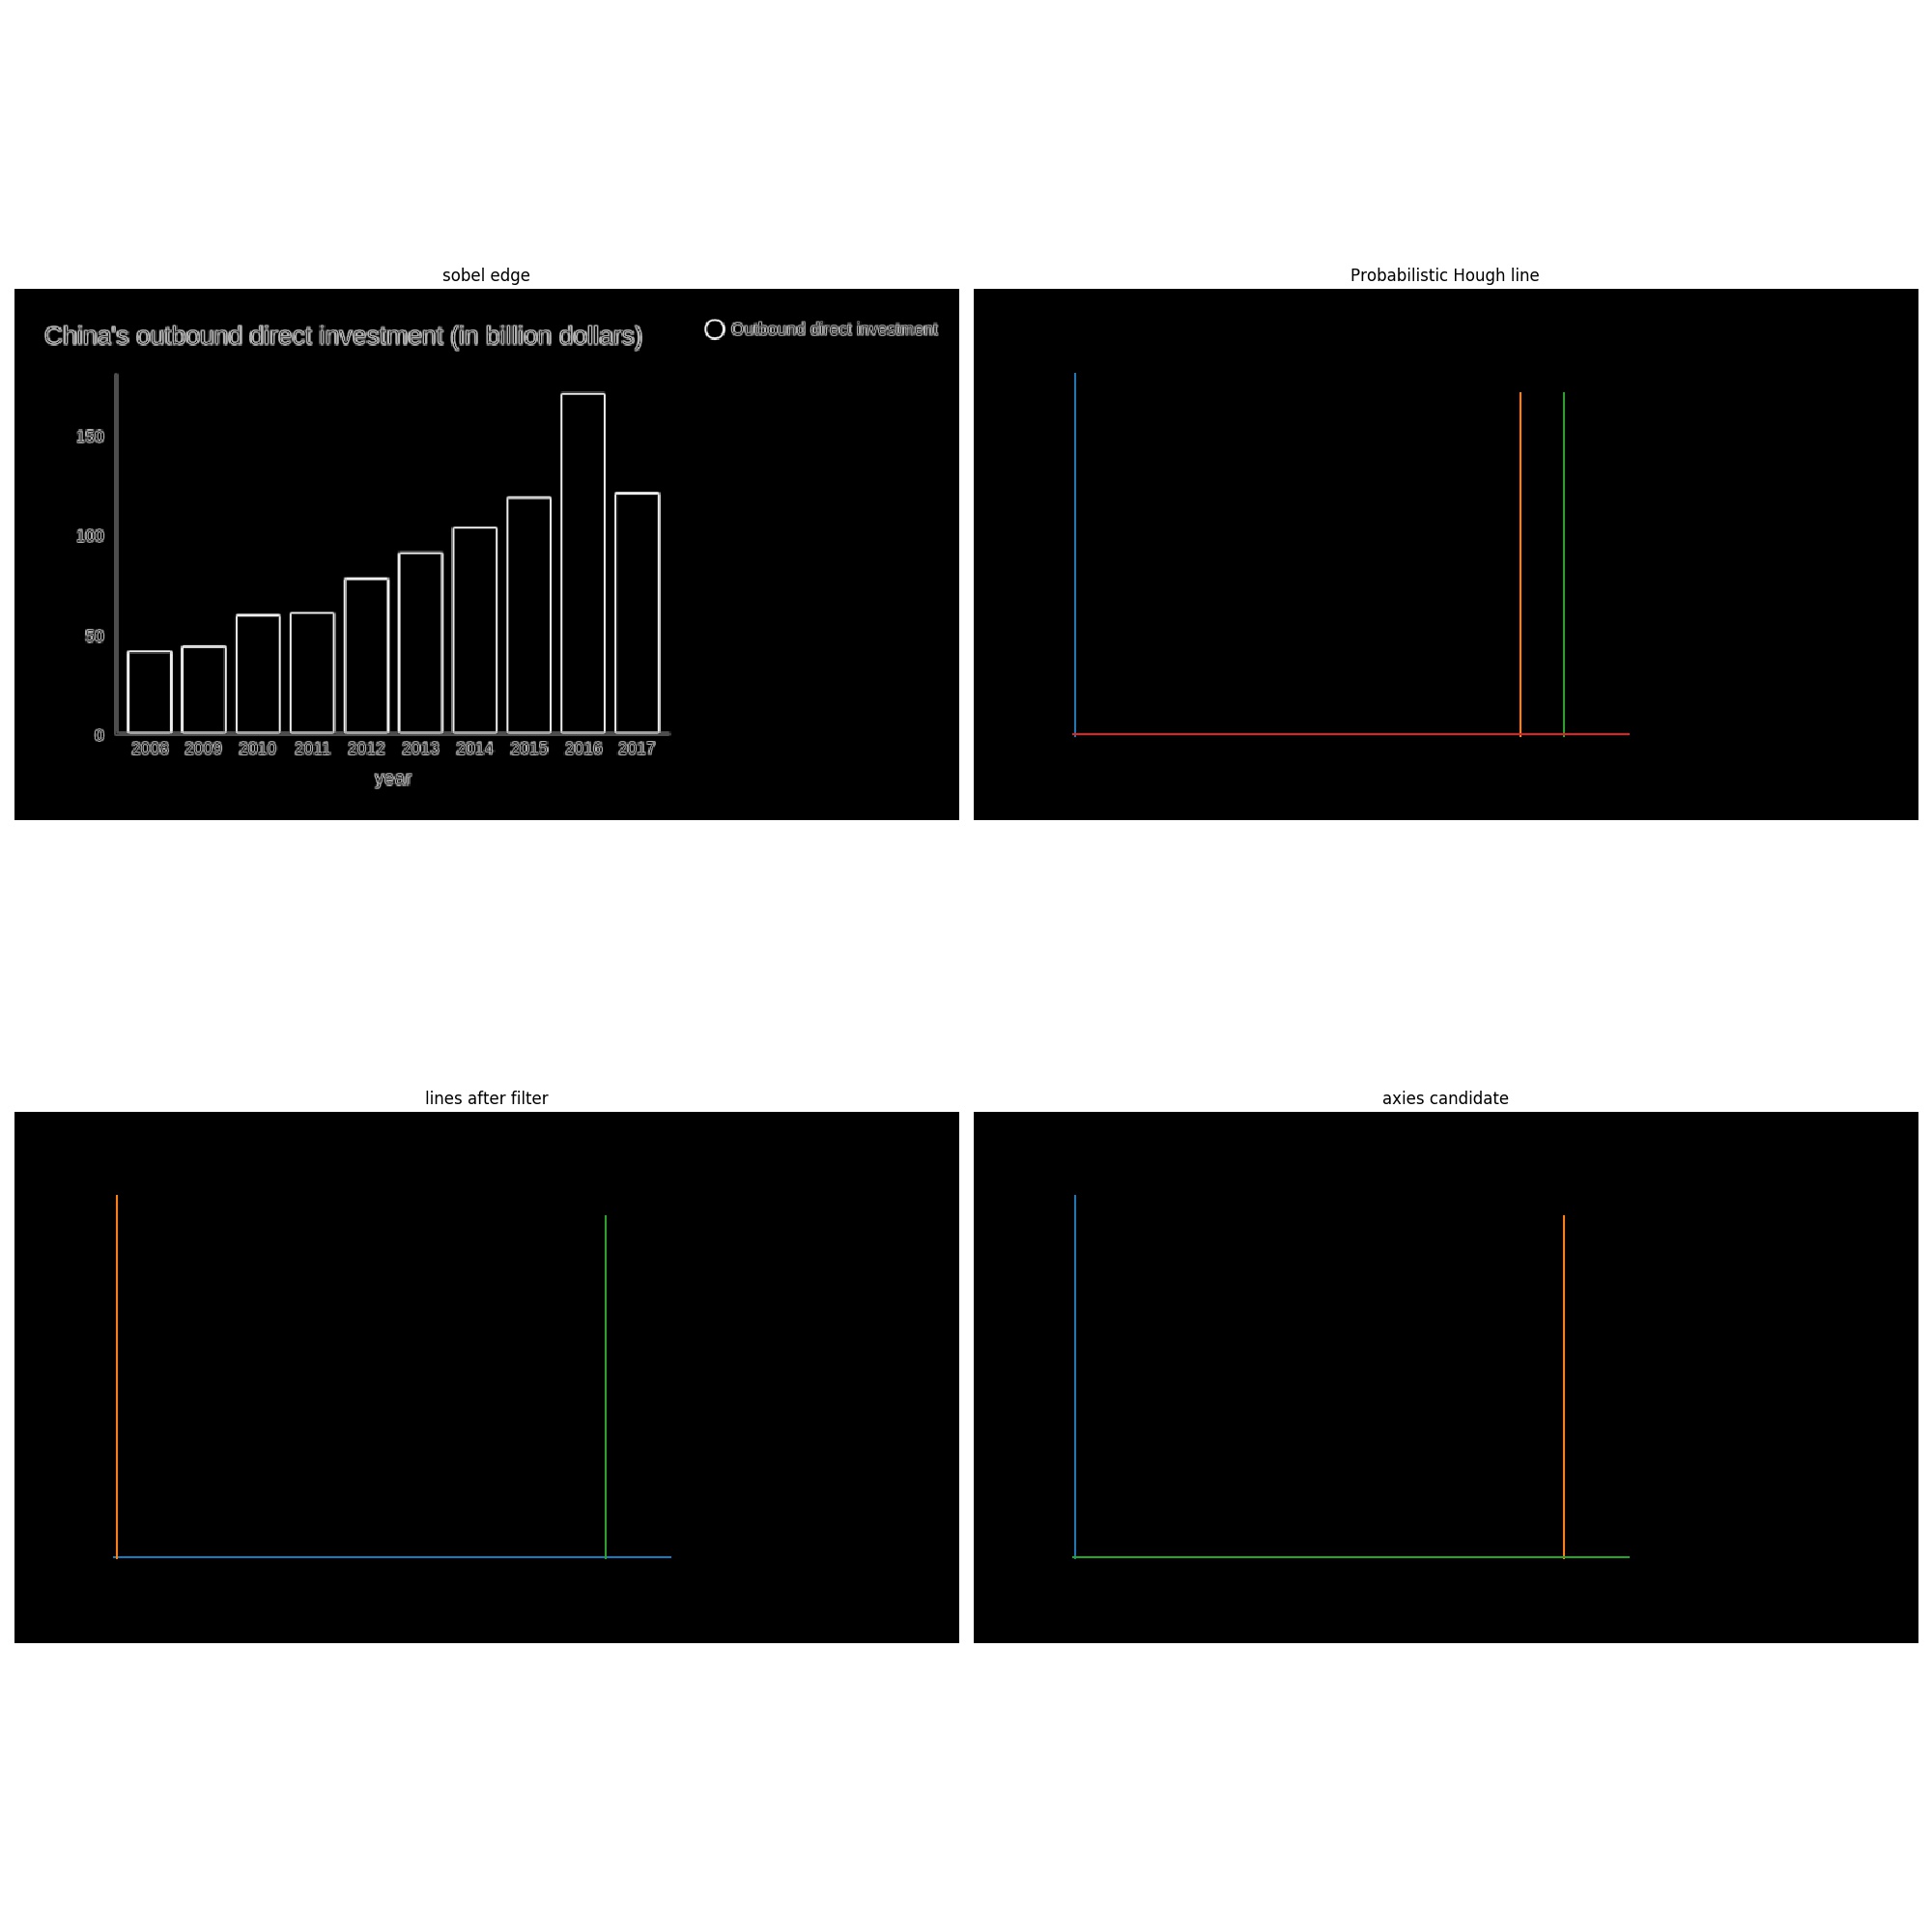 sobel edge
China's outbound direct investment (in billion dollars)
Outbound direct investment
150
100
50
0
2008 2009 2010 2011 2012 2013 2014 2015 2016 2017
year
Probabilistic Hough line
lines after filter
axies candidate